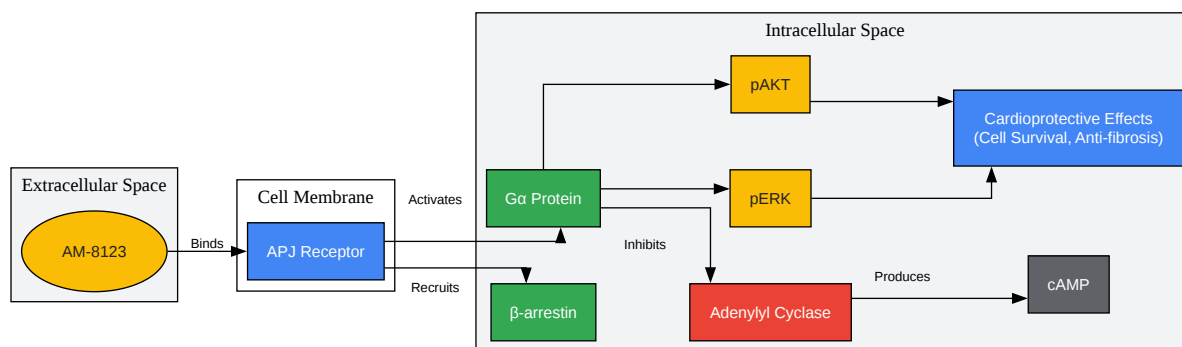 Intracellular Space
pAKT
Cardioprotective Effects
(Cell Survival, Anti-fibrosis)
Extracellular Space
Cell Membrane
Activates
Gα Protein
pERK
AM-8123
Binds
APJ Receptor
Inhibits
Recruits
β-arrestin
Adenylyl Cyclase
Produces
cAMP